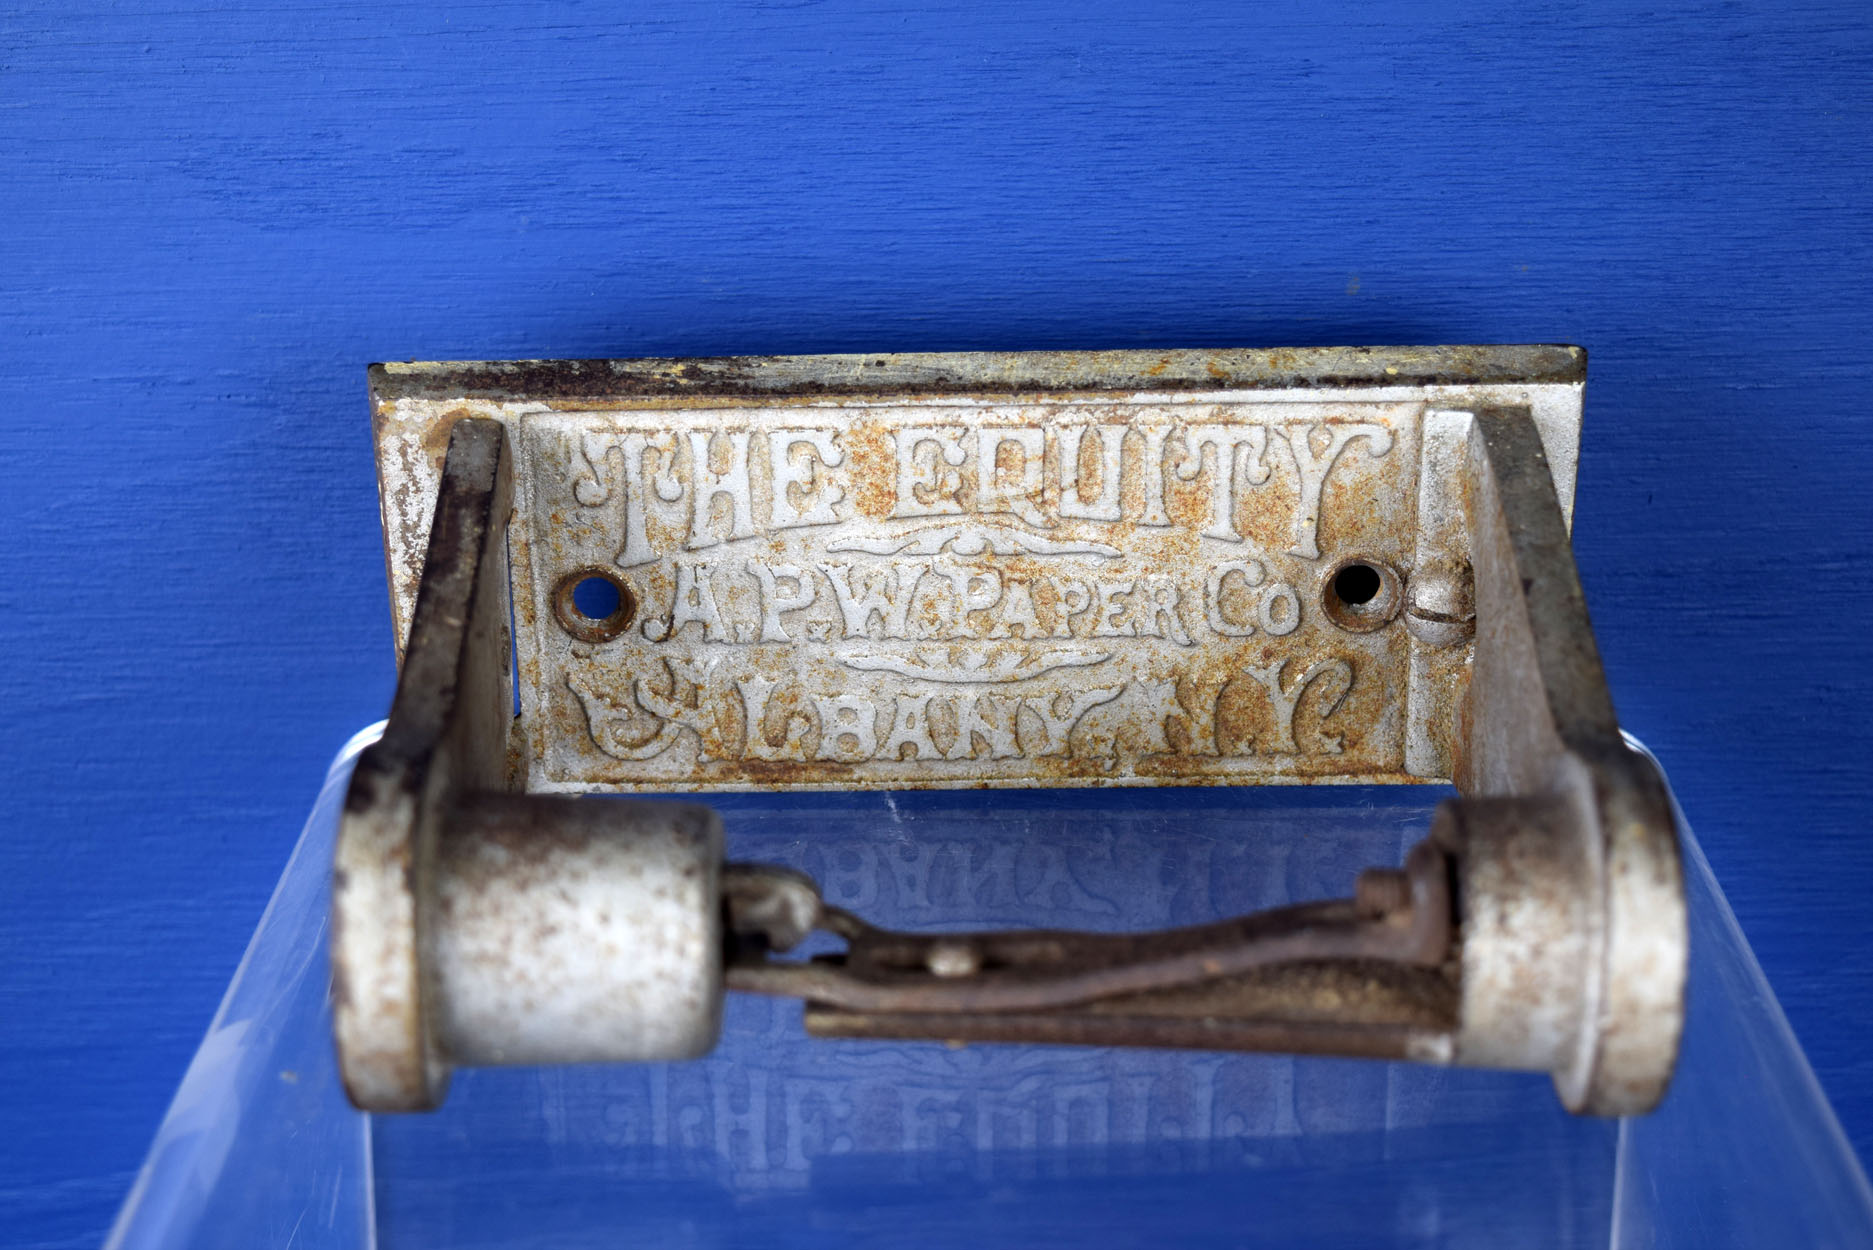 THE EQUITY
A.P.W. PAPER CO
ALBANY. N.Y.